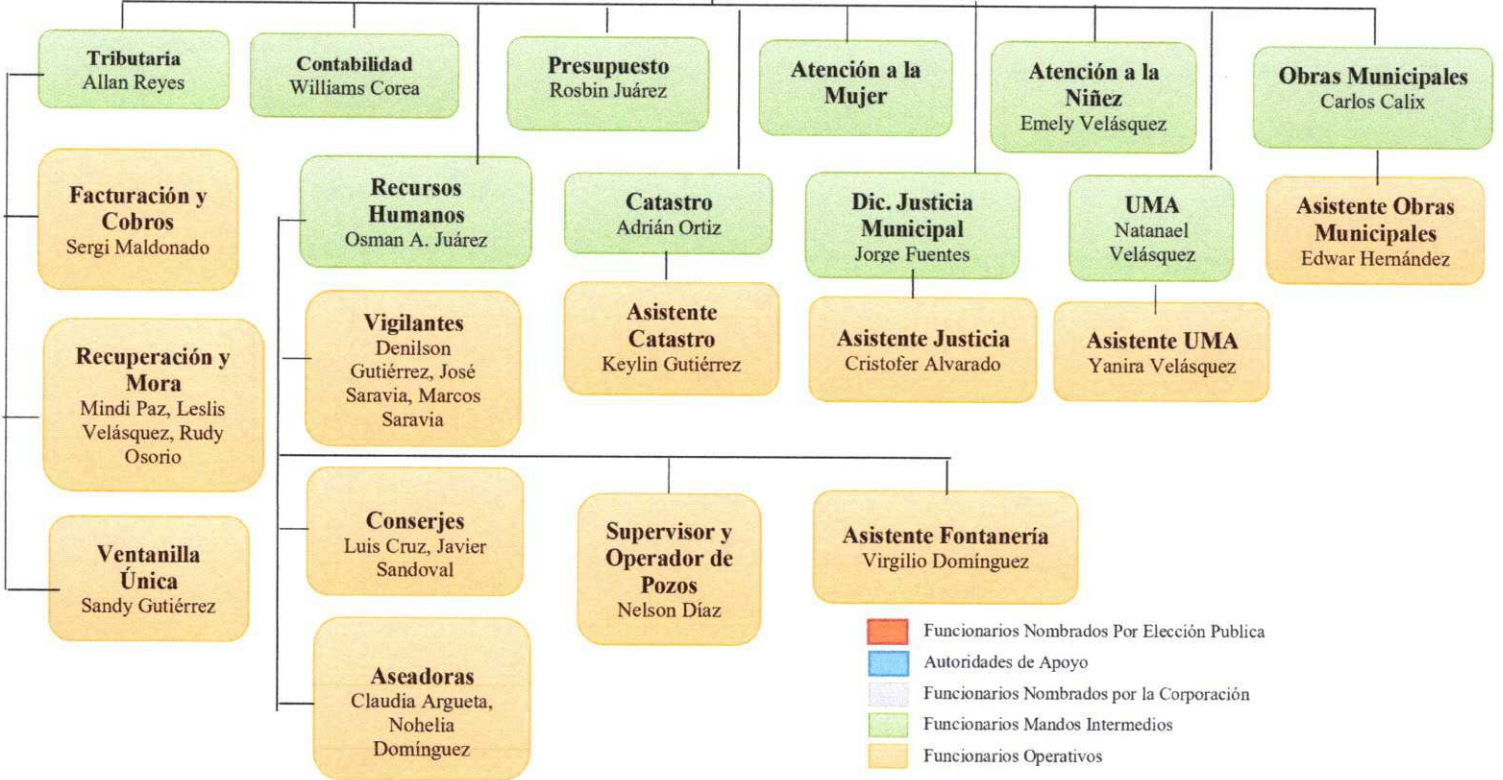 Tributaria
Allan Reyes
Contabilidad
Williams Corea
Presupuesto
Rosbin Juárez
Atención a la
Mujer
Atención a la
Niñez
Emely Velásquez
Obras Municipales
Carlos Calix
Facturación y
Cobros
Sergi Maldonado
Recursos
Humanos
Osman A. Juárez
Catastro
Adrián Ortiz
Dic. Justicia
Municipal
Jorge Fuentes
UMA
Natanael
Velásquez
Asistente Obras
Municipales
Edwar Hernández
Recuperación y
Mora
Mindi Paz, Leslis
Velásquez, Rudy
Osorio
Vigilantes
Denilson
Gutiérrez, José
Saravia, Marcos
Saravia
Asistente
Catastro
Keylin Gutiérrez
Asistente Justicia
Cristofer Alvarado
Asistente UMA
Yanira Velásquez
Ventanilla
Única
Sandy Gutiérrez
Conserjes
Luis Cruz, Javier
Sandoval
Supervisor y
Operador de
Pozos
Nelson Díaz
Asistente Fontanería
Virgilio Domínguez
Aseadoras
Claudia Argueta,
Nohelia
Domínguez
Funcionarios Nombrados Por Elección Publica
Autoridades de Apoyo
Funcionarios Nombrados por la Corporación
Funcionarios Mandos Intermedios
Funcionarios Operativos